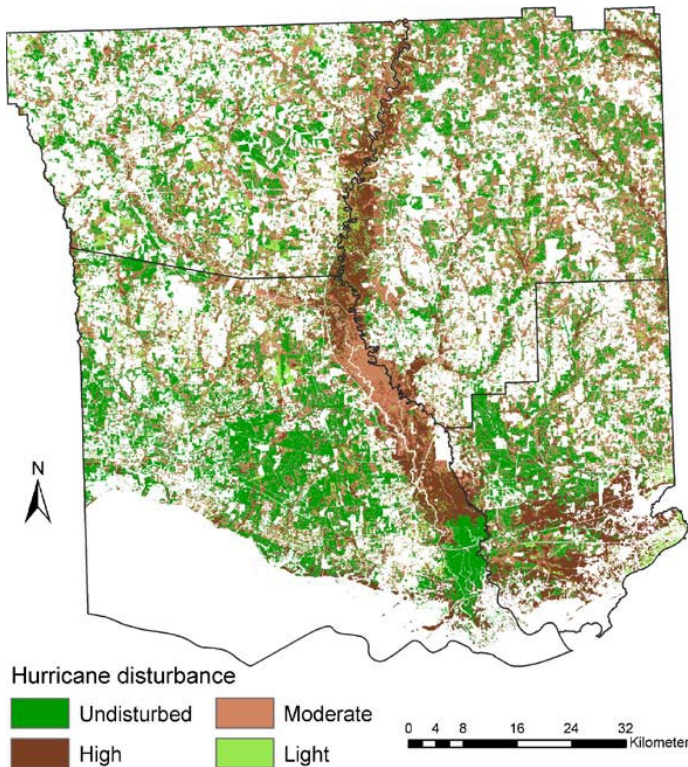 N
Hurricane disturbance
Undisturbed Moderate
High Light
0 4 8 16 24 32
Kilometer